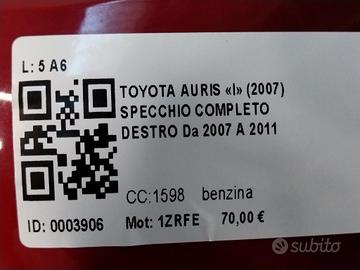 L: 5 A6
TOYOTA AURIS «I» (2007)
SPECCHIO COMPLETO
DESTRO Da 2007 A 2011
CC:1598 benzina
ID: 0003906 Mot: 1ZRFE 70,00 €
subito